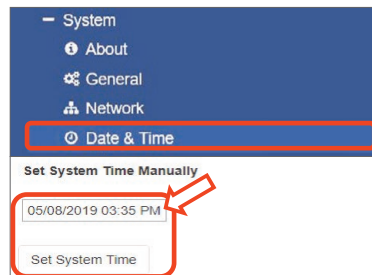 System
About
General
Network
Date & Time
Set System Time Manually
05/08/2019 03:35 PM
Set System Time